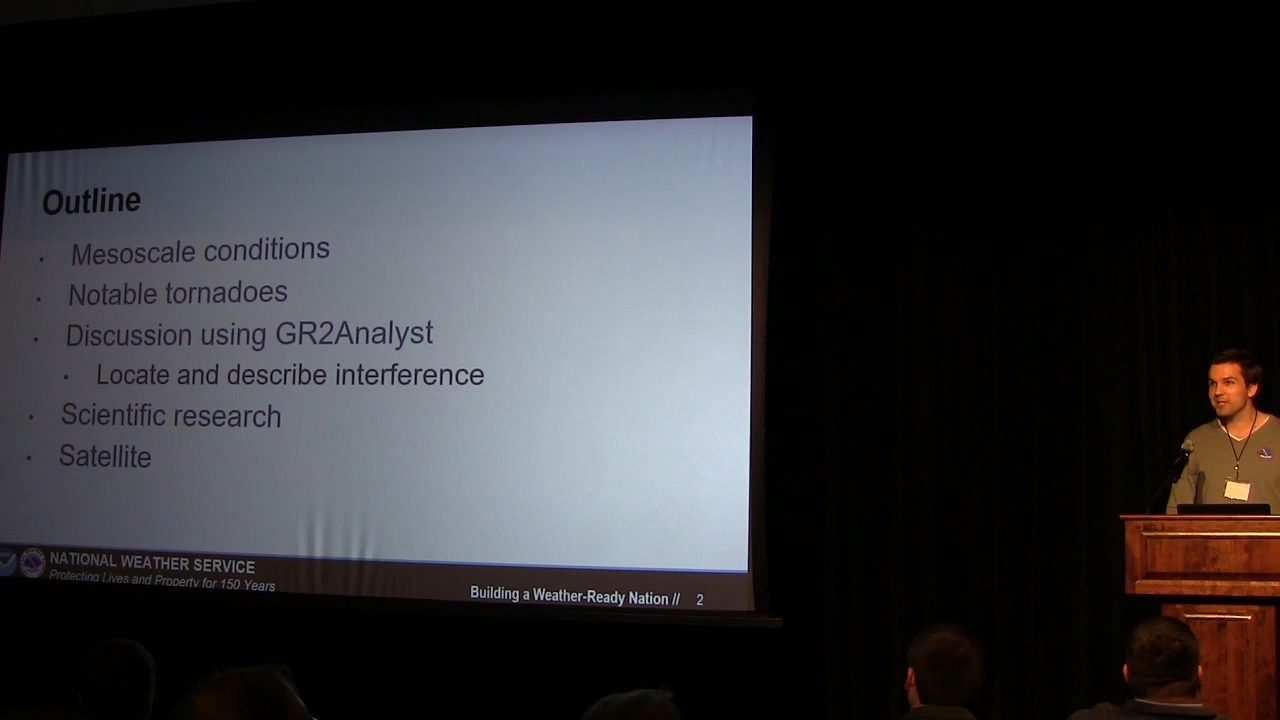 Outline
Mesoscale conditions
Notable tornadoes
Discussion using GR2Analyst
Locate and describe interference
Scientific research
Satellite
NATIONAL WEATHER SERVICE
Protecting Lives and Property for 150 Years
Building a Weather-Ready Nation // 2